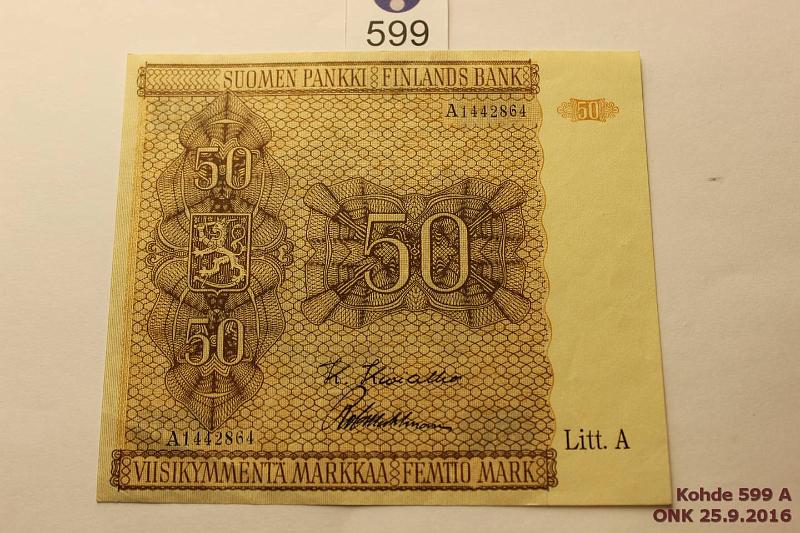 599
SUOMEN PANKKI FINLANDS BANK
A1442864
50
50
50
50
K. Kivialho
A1442864
Litt. A
VIISIKYMMENTÄ MARKKAA FEMTIO MARK
Kohde 599 A
ONK 25.9.2016